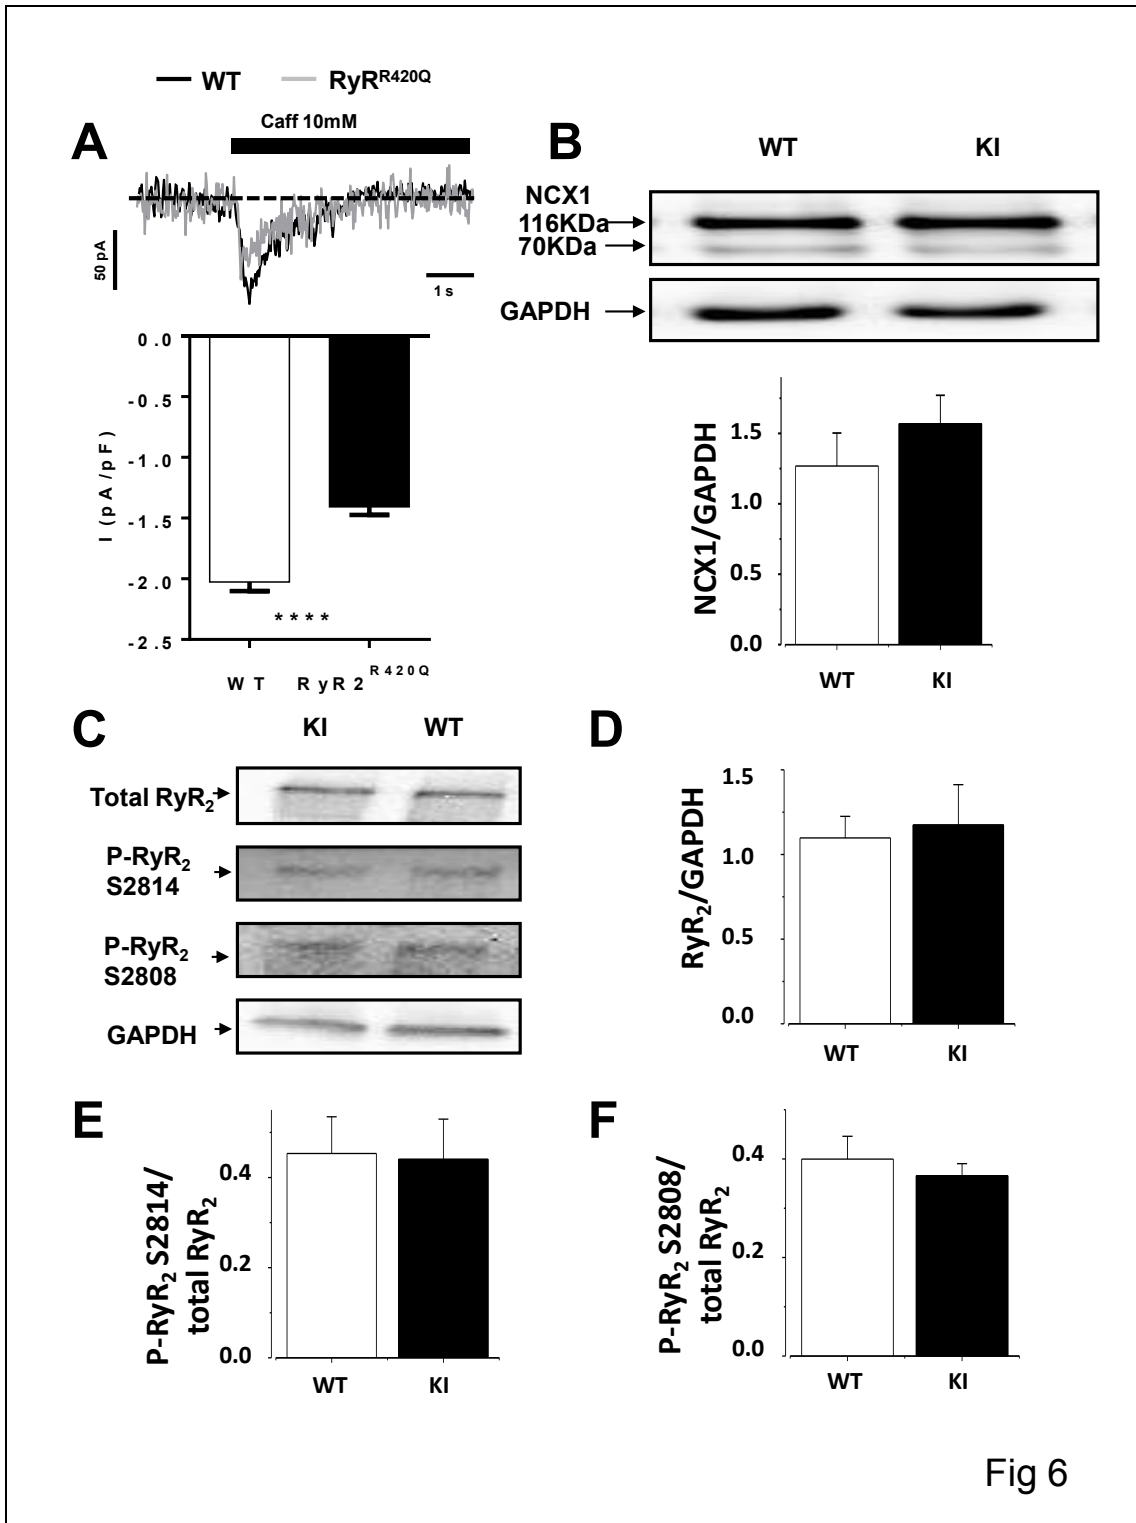 WT RyR^R420Q
A
Caff 10mM
50 pA
1 s
0.0
-0.5
-1.0
-1.5
-2.0
-2.5
I (pA/pF)
****
WT RyR2^R420Q
B
WT KI
NCX1
116KDa
70KDa
GAPDH
NCX1/GAPDH
1.5
1.0
0.5
0.0
WT KI
C
KI WT
Total RyR₂
P-RyR₂
S2814
P-RyR₂
S2808
GAPDH
D
RyR₂/GAPDH
1.5
1.0
0.5
0.0
WT KI
E
P-RyR₂ S2814/
total RyR₂
0.4
0.2
0.0
WT KI
F
P-RyR₂ S2808/
total RyR₂
0.4
0.2
0.0
WT KI
Fig 6